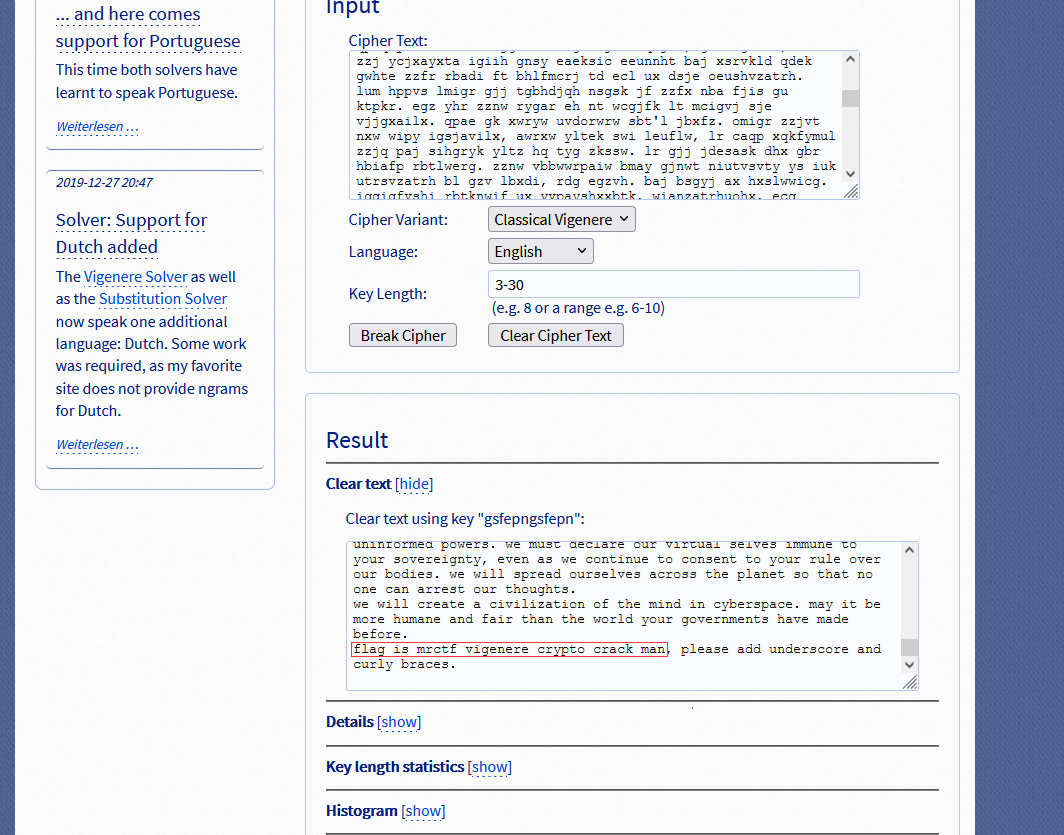 ... and here comes
support for Portuguese
This time both solvers have
learnt to speak Portuguese.
Weiterlesen ...
2019-12-27 20:47
Solver: Support for
Dutch added
The Vigenere Solver as well
as the Substitution Solver
now speak one additional
language: Dutch. Some work
was required, as my favorite
site does not provide ngrams
for Dutch.
Weiterlesen ...
Input
Cipher Text:
zzj ycjxayxta igiih gnsy eaeksic eeunnht baj xsrvkld qdek
gwhte zzfr rbadi ft bhlfmcrj td ecl ux dsje oeushvzatrh.
lum hppvs lmigr gjj tgbhdjqh nsgsk jf zzfx nba fjis gu
ktpkr. egz yhr zznw rygar eh nt wcgjfk lt mcigvj sje
vjjgxailx. qpae gk xwryw uvdorwrw sbt'l jbxfz. omigr zzjvt
nxw wipy igsjavilx, awrxw yltek swi leuflw, lr caqp xqkfymul
zzjq paj sihgryk yltz hq tyg zkssw. lr gjj jdesask dhx gbr
hbiafp rbtlwerg. zznw vbbwwrpaiw bmay gjnwt niutvsvty ys iuk
utrsvzatrh bl gzv lbxdi, rdg egzvh. baj bsgyj ax hxslwwicg.
iqgigfvshi rbtknwif ux yvpayshxxbtk. wianzatrhuohx. ecq
Cipher Variant:
Classical Vigenere
Language:
English
Key Length:
3-30
(e.g. 8 or a range e.g. 6-10)
Break Cipher
Clear Cipher Text
Result
Clear text [hide]
Clear text using key "gsfepngsfepn":
uninformed powers. we must declare our virtual selves immune to
your sovereignty, even as we continue to consent to your rule over
our bodies. we will spread ourselves across the planet so that no
one can arrest our thoughts.
we will create a civilization of the mind in cyberspace. may it be
more humane and fair than the world your governments have made
before.
flag is mrctf vigenere crypto crack man, please add underscore and
curly braces.
Details [show]
Key length statistics [show]
Histogram [show]